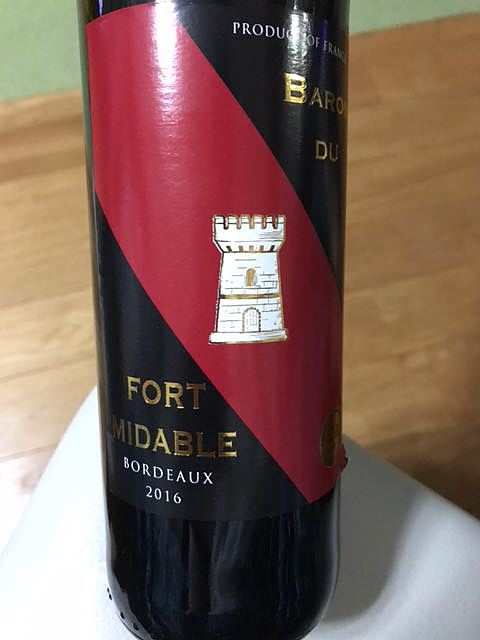 PRODUCT OF FRANCE
BARO
DU
FORT
MIDABLE
BORDEAUX
2016